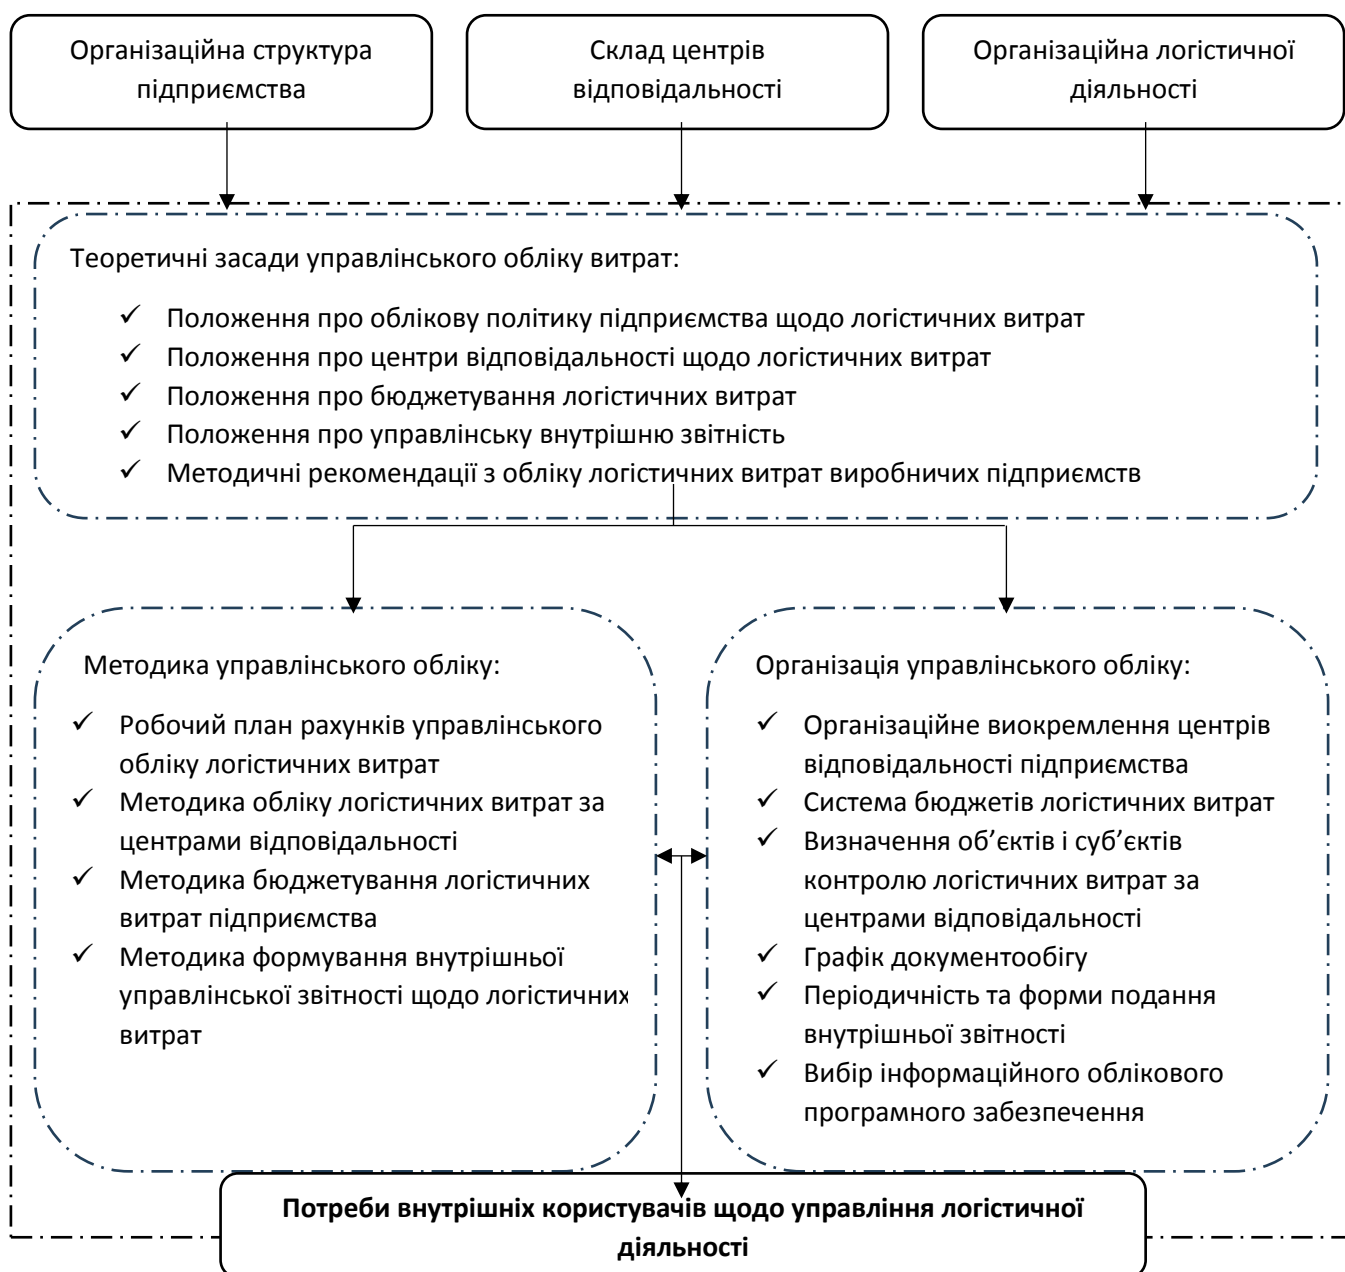 Організаційна структура
підприємства
Склад центрів
відповідальності
Організаційна логістичної
діяльності
Теоретичні засади управлінського обліку витрат:
✓ Положення про облікову політику підприємства щодо логістичних витрат
✓ Положення про центри відповідальності щодо логістичних витрат
✓ Положення про бюджетування логістичних витрат
✓ Положення про управлінську внутрішню звітність
✓ Методичні рекомендації з обліку логістичних витрат виробничих підприємств
Методика управлінського обліку:
✓ Робочий план рахунків управлінського
обліку логістичних витрат
✓ Методика обліку логістичних витрат за
центрами відповідальності
✓ Методика бюджетування логістичних
витрат підприємства
✓ Методика формування внутрішньої
управлінської звітності щодо логістичних
витрат
Організація управлінського обліку:
✓ Організаційне виокремлення центрів
відповідальності підприємства
✓ Система бюджетів логістичних витрат
✓ Визначення об’єктів і суб’єктів
контролю логістичних витрат за
центрами відповідальності
✓ Графік документообігу
✓ Періодичність та форми подання
внутрішньої звітності
✓ Вибір інформаційного облікового
програмного забезпечення
Потреби внутрішніх користувачів щодо управління логістичної
діяльності